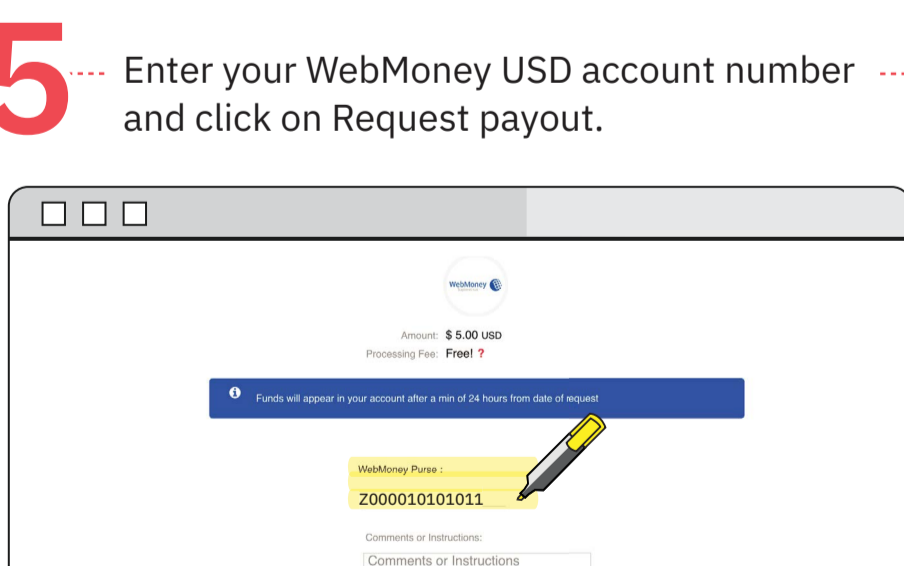 5
Enter your WebMoney USD account number
and click on Request payout.
WebMoney
Amount: $ 5.00 USD
Processing Fee: Free! ?
Funds will appear in your account after a min of 24 hours from date of request
WebMoney Purse :
Z000010101011
Comments or Instructions:
Comments or Instructions